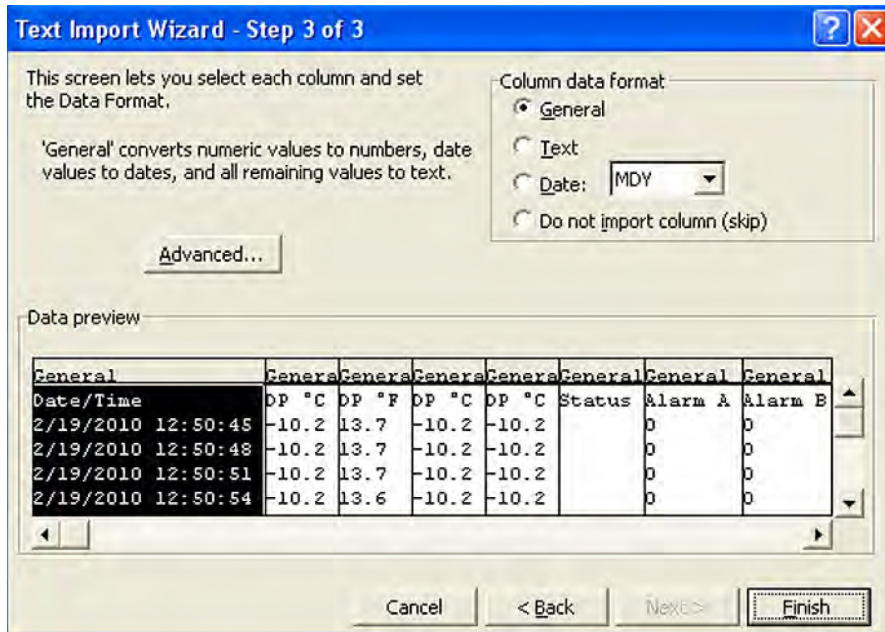 Text Import Wizard - Step 3 of 3
This screen lets you select each column and set
the Data Format.
'General' converts numeric values to numbers, date
values to dates, and all remaining values to text.
Advanced...
Column data format
General
Text
Date: MDY
Do not import column (skip)
Data preview
General Genera Genera Genera Genera General General General
Date/Time DP °C DP °F DP °C DP °C Status Alarm A Alarm B
2/19/2010 12:50:45 -10.2 13.7 -10.2 -10.2 0 0
2/19/2010 12:50:48 -10.2 13.7 -10.2 -10.2 0 0
2/19/2010 12:50:51 -10.2 13.7 -10.2 -10.2 0 0
2/19/2010 12:50:54 -10.2 13.6 -10.2 -10.2 0 0
Cancel < Back Next > Finish